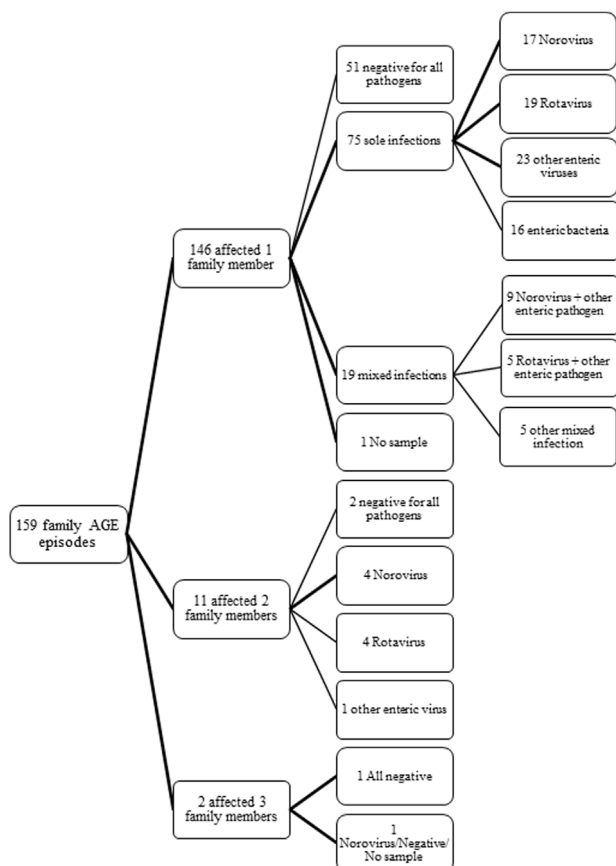 159 family AGE
episodes
146 affected 1
family member
51 negative for all
pathogens
75 sole infections
17 Norovirus
19 Rotavirus
23 other enteric
viruses
16 enteric bacteria
19 mixed infections
9 Norovirus + other
enteric pathogen
5 Rotavirus + other
enteric pathogen
5 other mixed
infection
1 No sample
11 affected 2
family members
2 negative for all
pathogens
4 Norovirus
4 Rotavirus
1 other enteric virus
2 affected 3
family members
1 All negative
1
Norovirus/Negative/
No sample